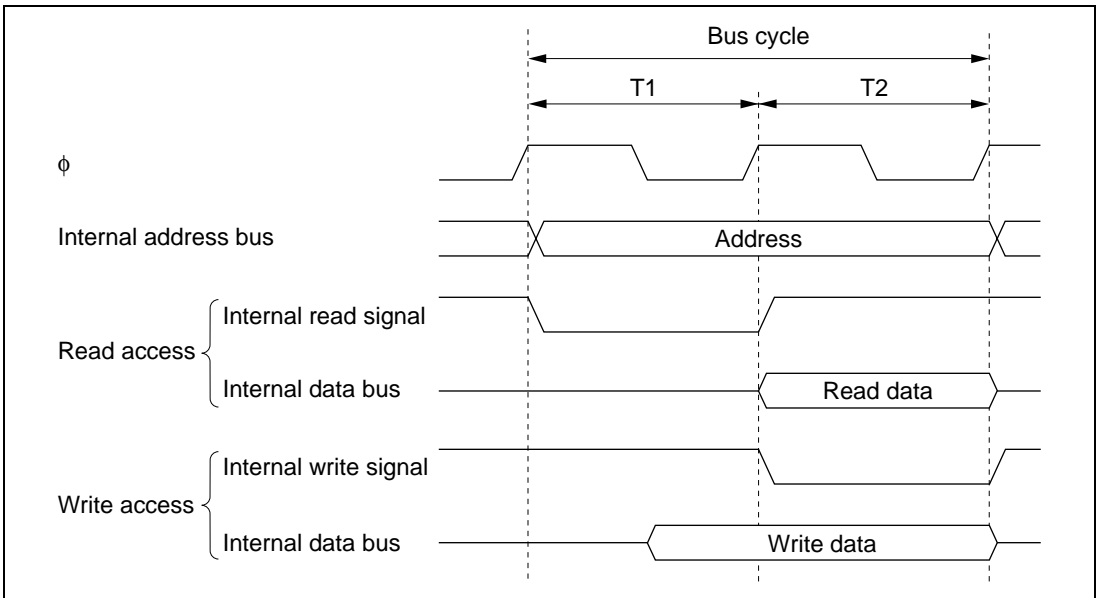 Bus cycle
T1
T2
ϕ
Internal address bus
Address
Read access
Internal read signal
Internal data bus
Read data
Write access
Internal write signal
Internal data bus
Write data